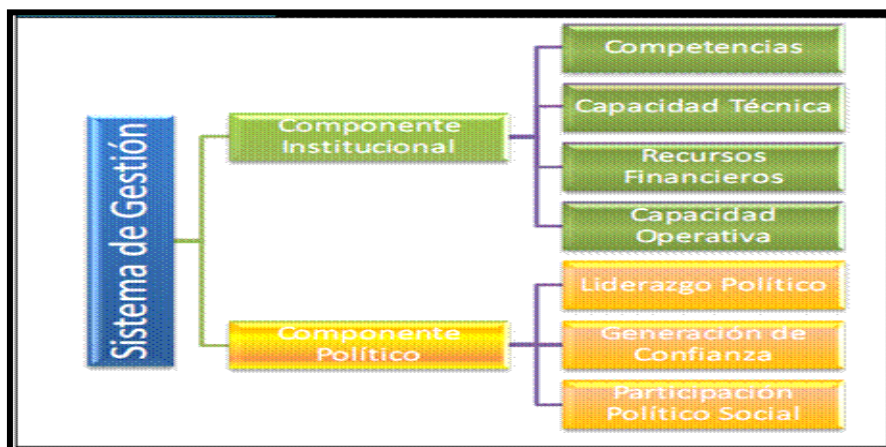 Sistema de Gestión
Componente
Institucional
Competencias
Capacidad Técnica
Recursos
Financieros
Capacidad
Operativa
Componente
Político
Liderazgo Político
Generación de
Confianza
Participación
Político Social